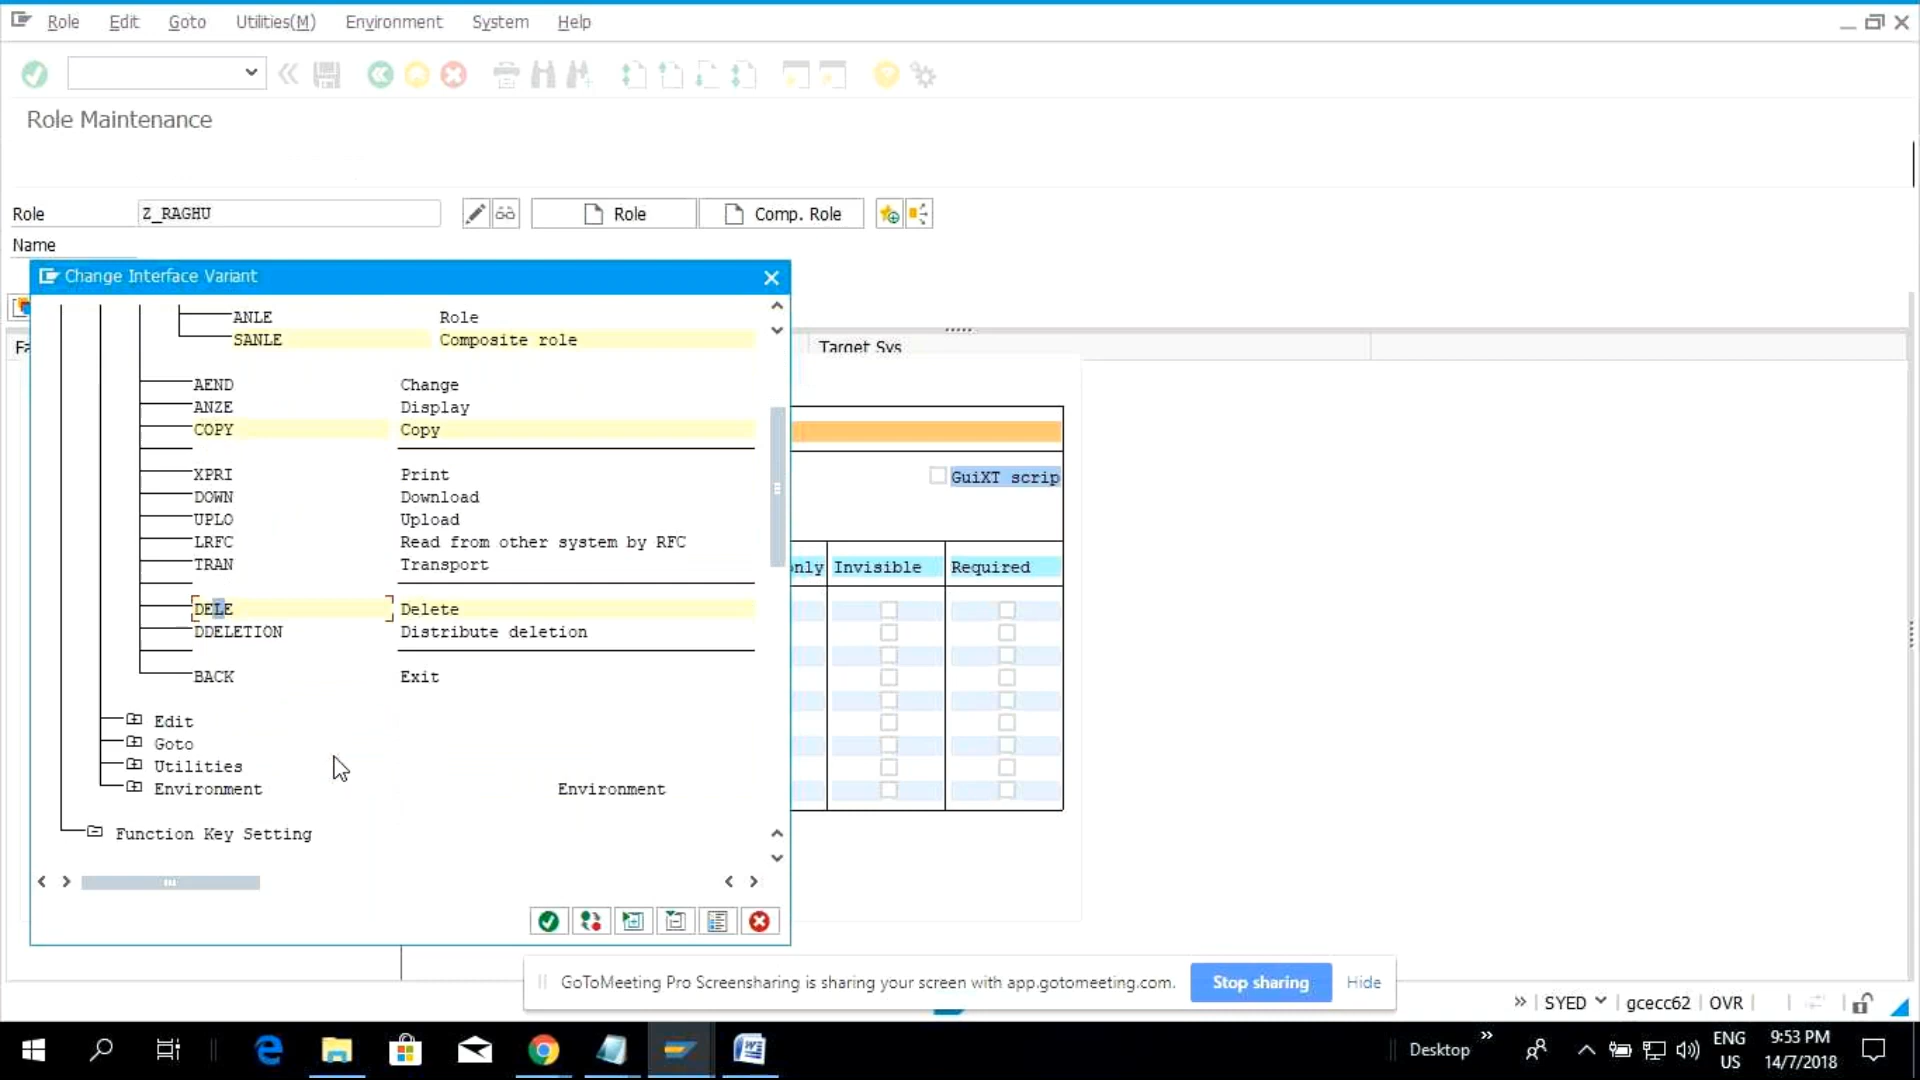 Role Edit Goto Utilities(M) Environment System Help
Role Maintenance
Role Z_RAGHU Role Comp. Role
Name
Change Interface Variant
Fa Target Sys
ANLE Role
SANLE Composite role
AEND Change
ANZE Display
COPY Copy
XPRI Print
DOWN Download
UPLO Upload
LRFC Read from other system by RFC
TRAN Transport
DELE Delete
DDELETION Distribute deletion
BACK Exit
Edit
Goto
Utilities
Environment Environment
Function Key Setting
GuiXT scrip
only Invisible Required
GoToMeeting Pro Screensharing is sharing your screen with app.gotomeeting.com. Stop sharing Hide
SYED gcecc62 OVR
Desktop ENG US 9:53 PM 14/7/2018